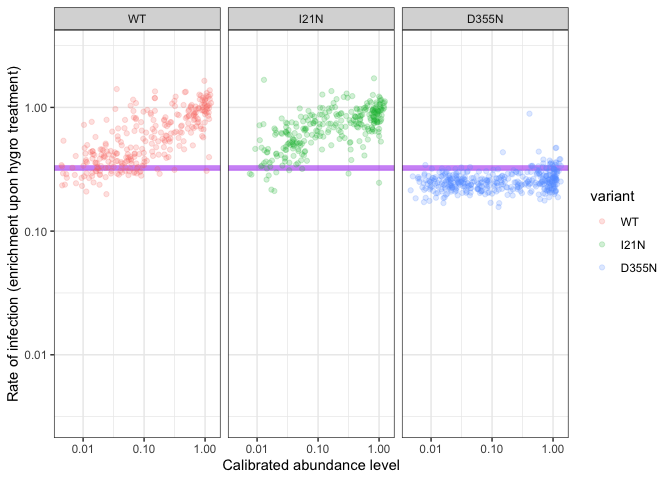 WT I21N D355N
Rate of infection (enrichment upon hygro treatment)
1.00
0.10
0.01
0.01 0.10 1.00 0.01 0.10 1.00 0.01 0.10 1.00
Calibrated abundance level
variant
WT
I21N
D355N